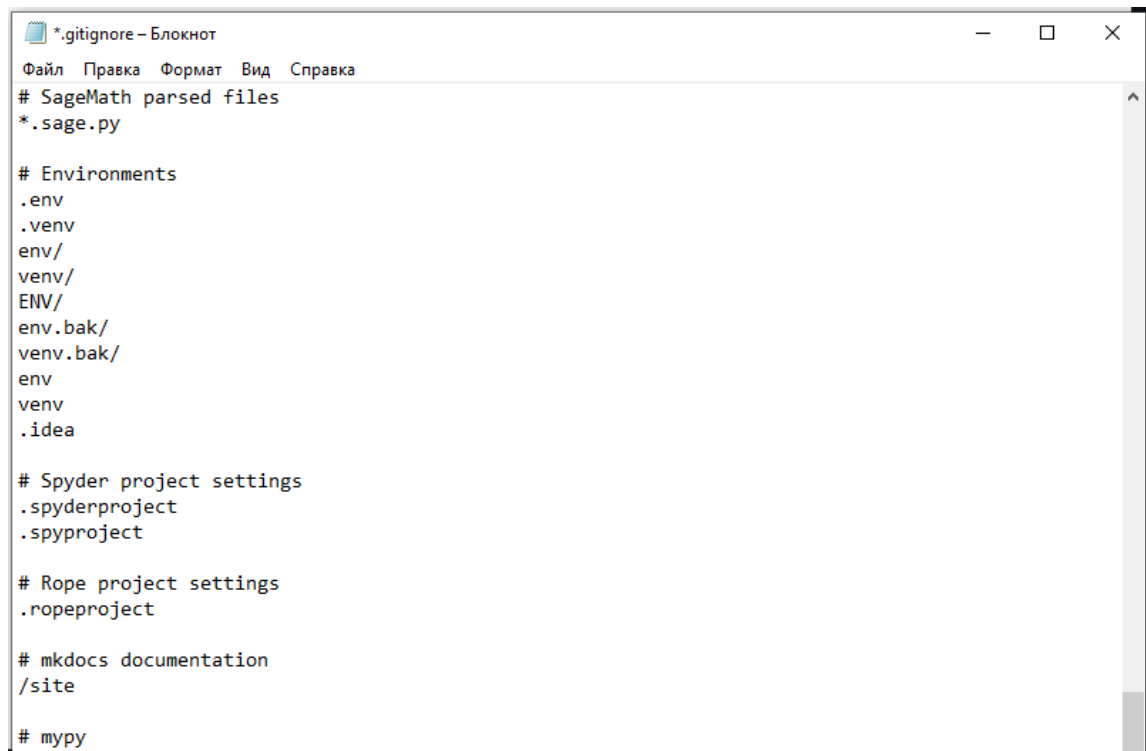 *.gitignore – Блокнот
Файл Правка Формат Вид Справка
# SageMath parsed files
*.sage.py
# Environments
.env
.venv
env/
venv/
ENV/
env.bak/
venv.bak/
env
venv
.idea
# Spyder project settings
.spyderproject
.spyproject
# Rope project settings
.ropeproject
# mkdocs documentation
/site
# mypy